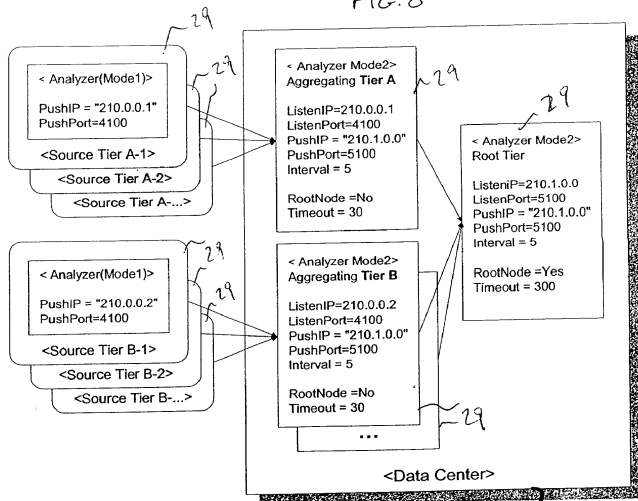 FIG. 8
29
< Analyzer(Mode1)>
PushIP = "210.0.0.1"
PushPort=4100
<Source Tier A-1>
29
<Source Tier A-2>
29
<Source Tier A-...>
< Analyzer Mode2>
Aggregating Tier A
ListenIP=210.0.0.1
ListenPort=4100
PushIP = "210.1.0.0"
PushPort=5100
Interval = 5
RootNode =No
Timeout = 30
29
< Analyzer Mode2>
Root Tier
ListeniP=210.1.0.0
ListenPort=5100
PushIP = "210.1.0.0"
PushPort=5100
Interval = 5
RootNode =Yes
Timeout = 300
29
29
< Analyzer(Mode1)>
PushIP = "210.0.0.2"
PushPort=4100
<Source Tier B-1>
29
<Source Tier B-2>
29
<Source Tier B-...>
< Analyzer Mode2>
Aggregating Tier B
ListenIP=210.0.0.2
ListenPort=4100
PushIP = "210.1.0.0"
PushPort=5100
Interval = 5
RootNode =No
Timeout = 30
29
...
<Data Center>